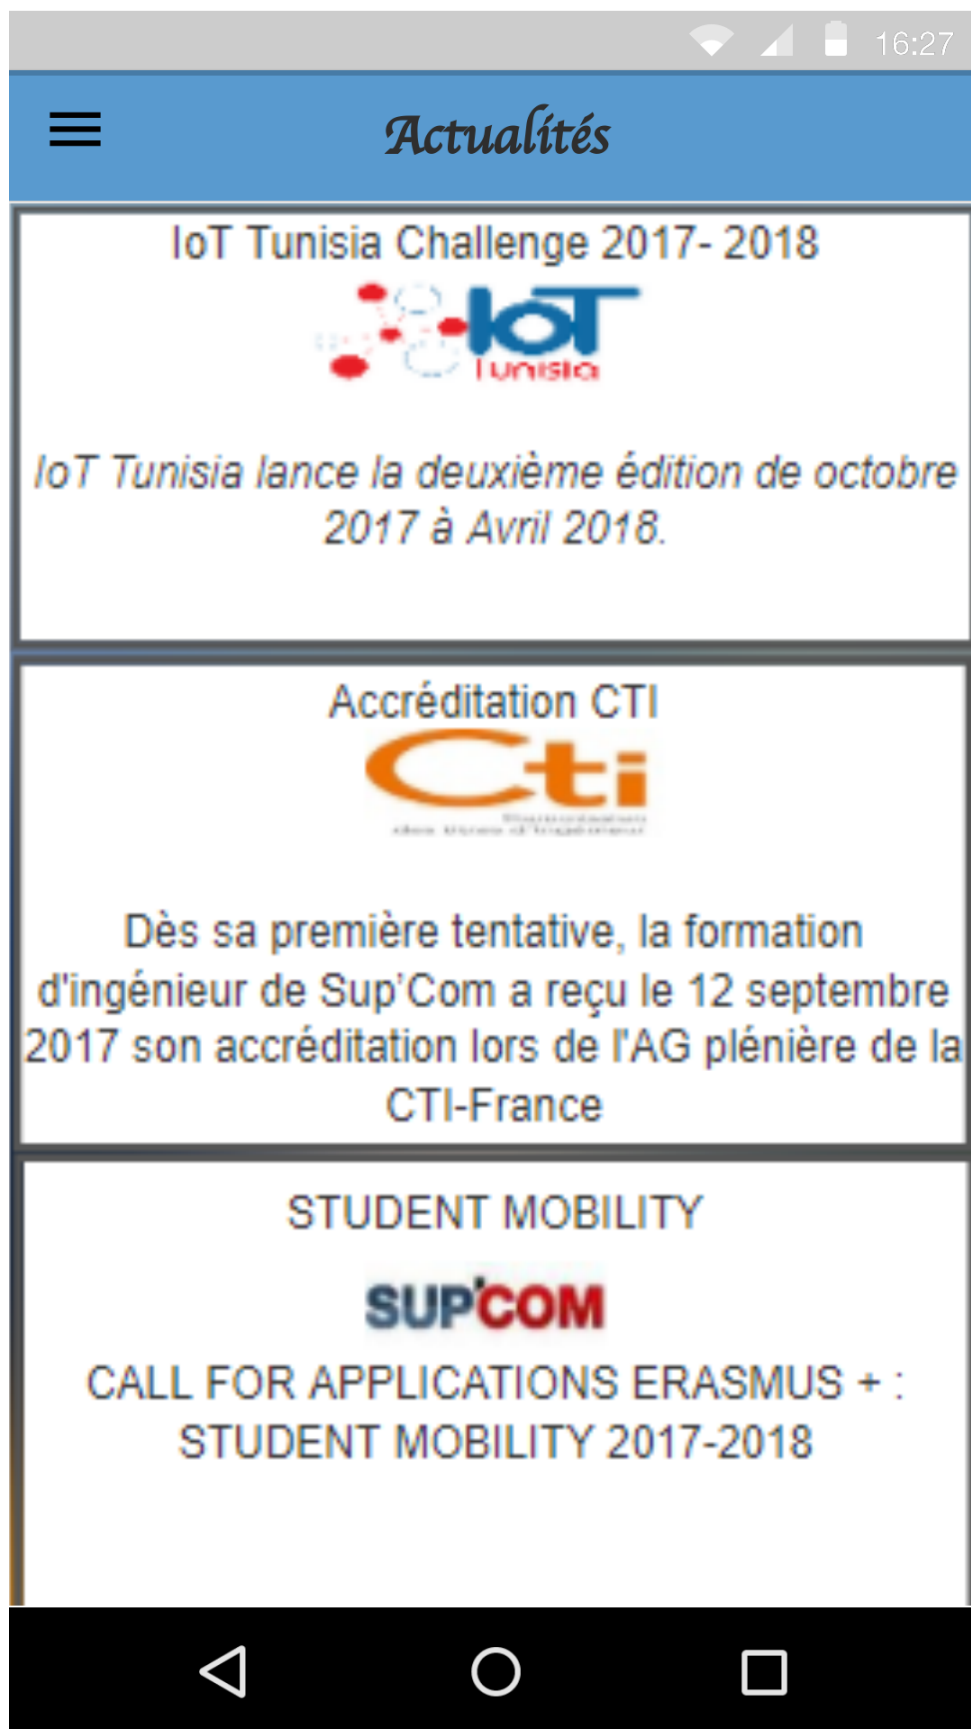 16:27
Actualités
IoT Tunisia Challenge 2017- 2018
IoT
Tunisia
IoT Tunisia lance la deuxième édition de octobre
2017 à Avril 2018.
Accréditation CTI
Cti
des titres d'ingénieur
Dès sa première tentative, la formation
d'ingénieur de Sup'Com a reçu le 12 septembre
2017 son accréditation lors de l'AG plénière de la
CTI-France
STUDENT MOBILITY
SUP'COM
CALL FOR APPLICATIONS ERASMUS + :
STUDENT MOBILITY 2017-2018